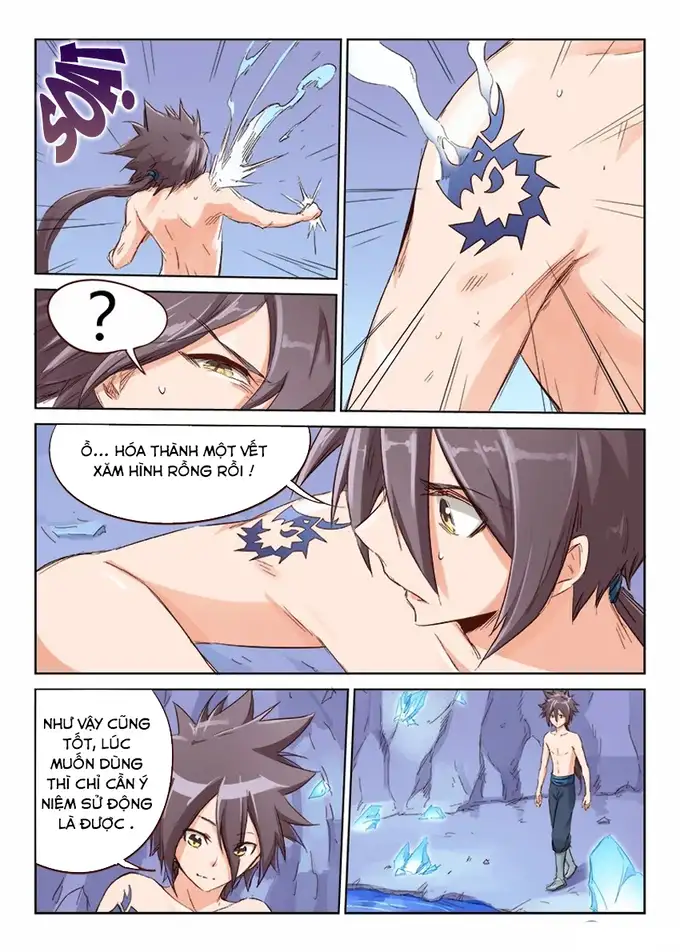 SOẠT
?
Ồ... HÓA THÀNH MỘT VẾT
XĂM HÌNH RỒNG RỒI !
NHƯ VẬY CŨNG
TỐT, LÚC
MUỐN DÙNG
THÌ CHỈ CẦN Ý
NIỆM SỬ ĐỘNG
LÀ ĐƯỢC .